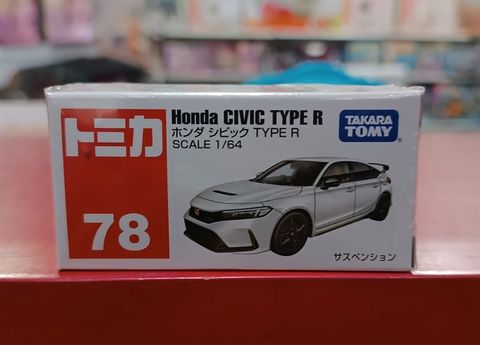 トミカ
78
Honda CIVIC TYPE R
ホンダ シビック TYPE R
SCALE 1/64
TAKARA
TOMY
サスペンション